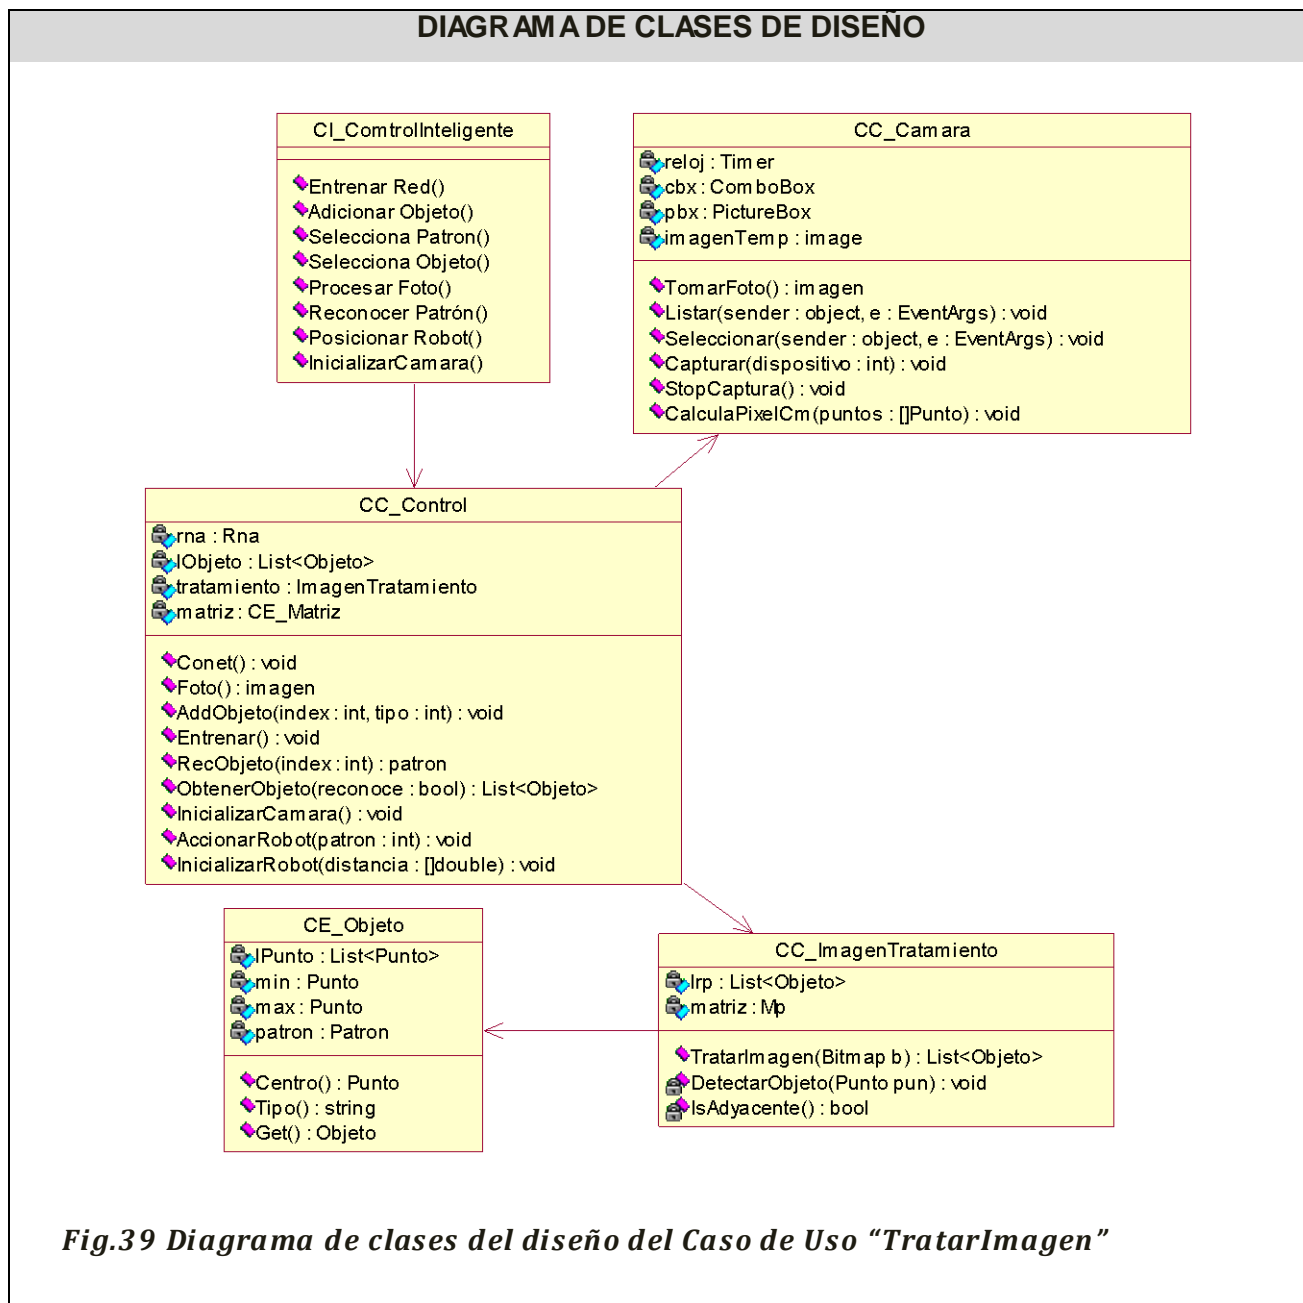 DIAGRAMA DE CLASES DE DISEÑO
CI_ComtrolInteligente
Entrenar Red()
Adicionar Objeto()
Selecciona Patron()
Selecciona Objeto()
Procesar Foto()
Reconocer Patrón()
Posicionar Robot()
InicializarCamara()
CC_Camara
reloj : Timer
cbx : ComboBox
pbx : PictureBox
imagenTemp : image
TomarFoto() : imagen
Listar(sender : object, e : EventArgs) : void
Seleccionar(sender : object, e : EventArgs) : void
Capturar(dispositivo : int) : void
StopCaptura() : void
CalculaPixelCm(puntos : []Punto) : void
CC_Control
rna : Rna
lObjeto : List<Objeto>
tratamiento : ImagenTratamiento
matriz : CE_Matriz
Conet() : void
Foto() : imagen
AddObjeto(index : int, tipo : int) : void
Entrenar() : void
RecObjeto(index : int) : patron
ObtenerObjeto(reconoce : bool) : List<Objeto>
InicializarCamara() : void
AccionarRobot(patron : int) : void
InicializarRobot(distancia : []double) : void
CE_Objeto
lPunto : List<Punto>
min : Punto
max : Punto
patron : Patron
Centro() : Punto
Tipo() : string
Get() : Objeto
CC_ImagenTratamiento
lrp : List<Objeto>
matriz : Mp
TratarImagen(Bitmap b) : List<Objeto>
DetectarObjeto(Punto pun) : void
IsAdyacente() : bool
Fig.39 Diagrama de clases del diseño del Caso de Uso “TratarImagen”